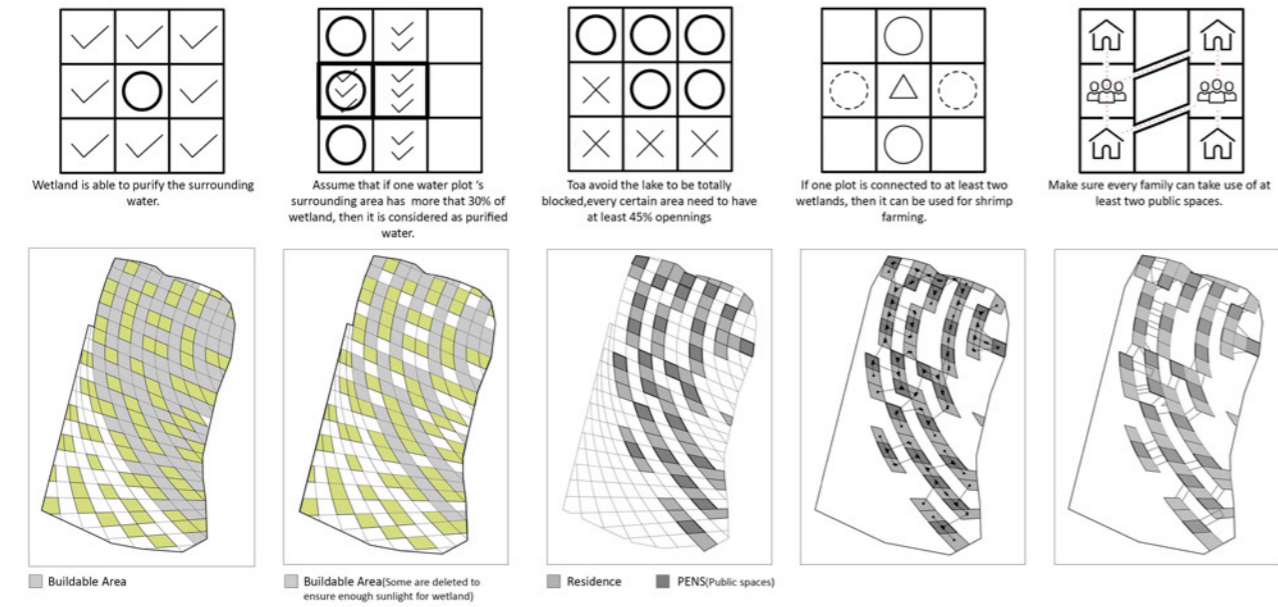 Wetland is able to purify the surrounding
water.
Assume that if one water plot 's
surrounding area has more that 30% of
wetland, then it is considered as purified
water.
Toa avoid the lake to be totally
blocked,every certain area need to have
at least 45% opennings
If one plot is connected to at least two
wetlands, then it can be used for shrimp
farming.
Make sure every family can take use of at
least two public spaces.
Buildable Area
Buildable Area(Some are deleted to
ensure enough sunlight for wetland)
Residence
PENS(Public spaces)